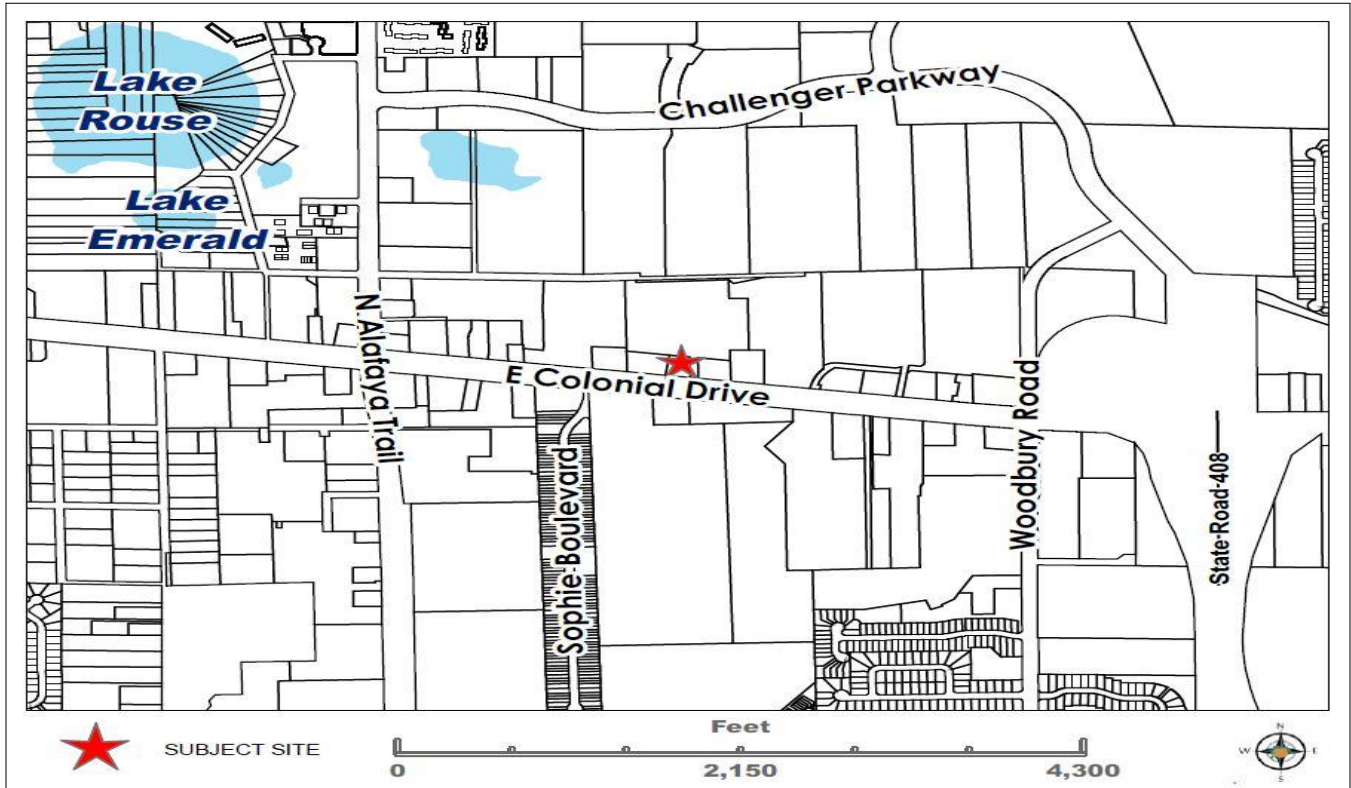 Lake
Rouse
Challenger Parkway
Lake
Emerald
N Alafaya Trail
E Colonial Drive
Woodbury Road
Sophie Boulevard
State Road 408
SUBJECT SITE
Feet
0
2,150
4,300
N
W
E
S